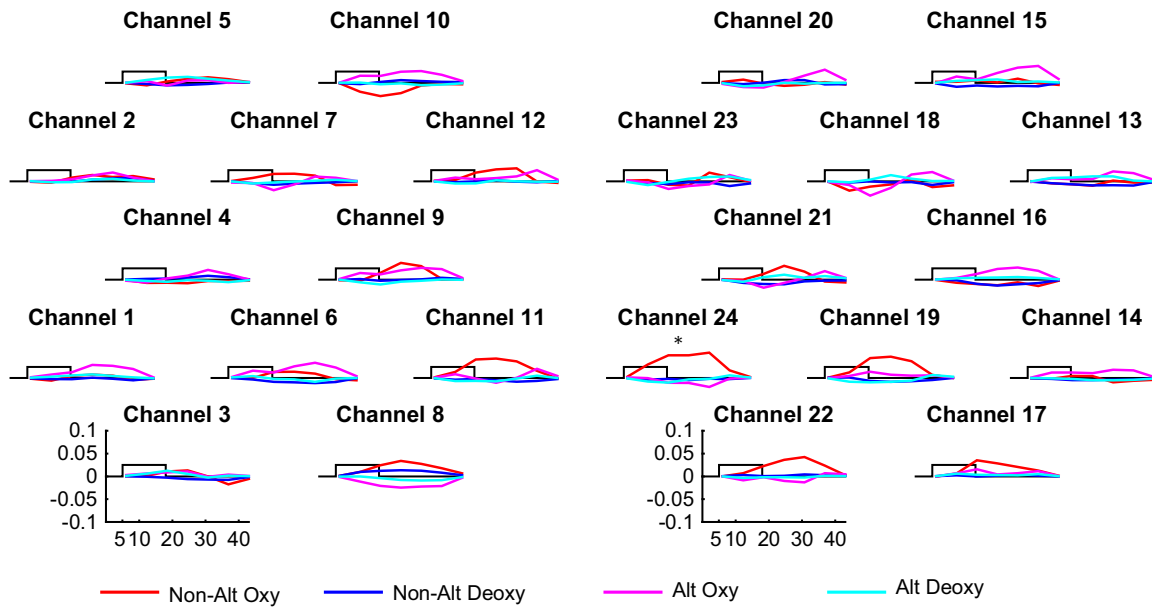 Channel 5 Channel 10 Channel 20 Channel 15
Channel 2 Channel 7 Channel 12 Channel 23 Channel 18 Channel 13
Channel 4 Channel 9 Channel 21 Channel 16
Channel 1 Channel 6 Channel 11 Channel 24 Channel 19 Channel 14
*
Channel 3 Channel 8 Channel 22 Channel 17
0.1 0.1
0.05 0.05
0 0
-0.05 -0.05
-0.1 -0.1
5 10 20 30 40 5 10 20 30 40
Non-Alt Oxy Non-Alt Deoxy Alt Oxy Alt Deoxy